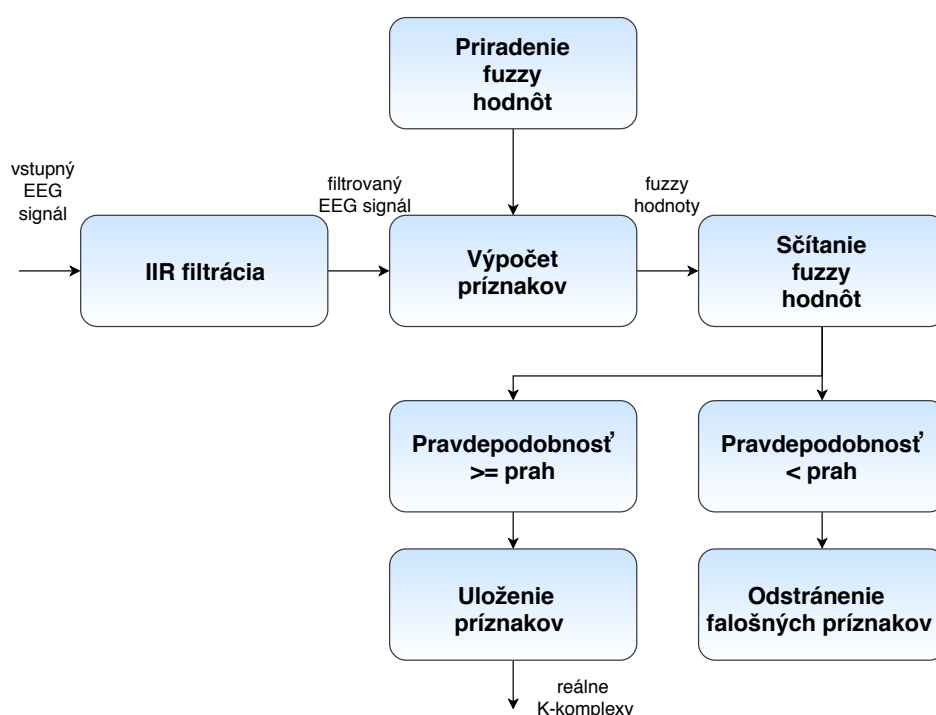 Priradenie
fuzzy
hodnôt
vstupný
EEG
signál
IIR filtrácia
filtrovaný
EEG signál
Výpočet
príznakov
fuzzy
hodnoty
Sčítanie
fuzzy
hodnôt
Pravdepodobnosť
>= prah
Pravdepodobnosť
< prah
Uloženie
príznakov
Odstránenie
falošných príznakov
reálne
K-komplexy